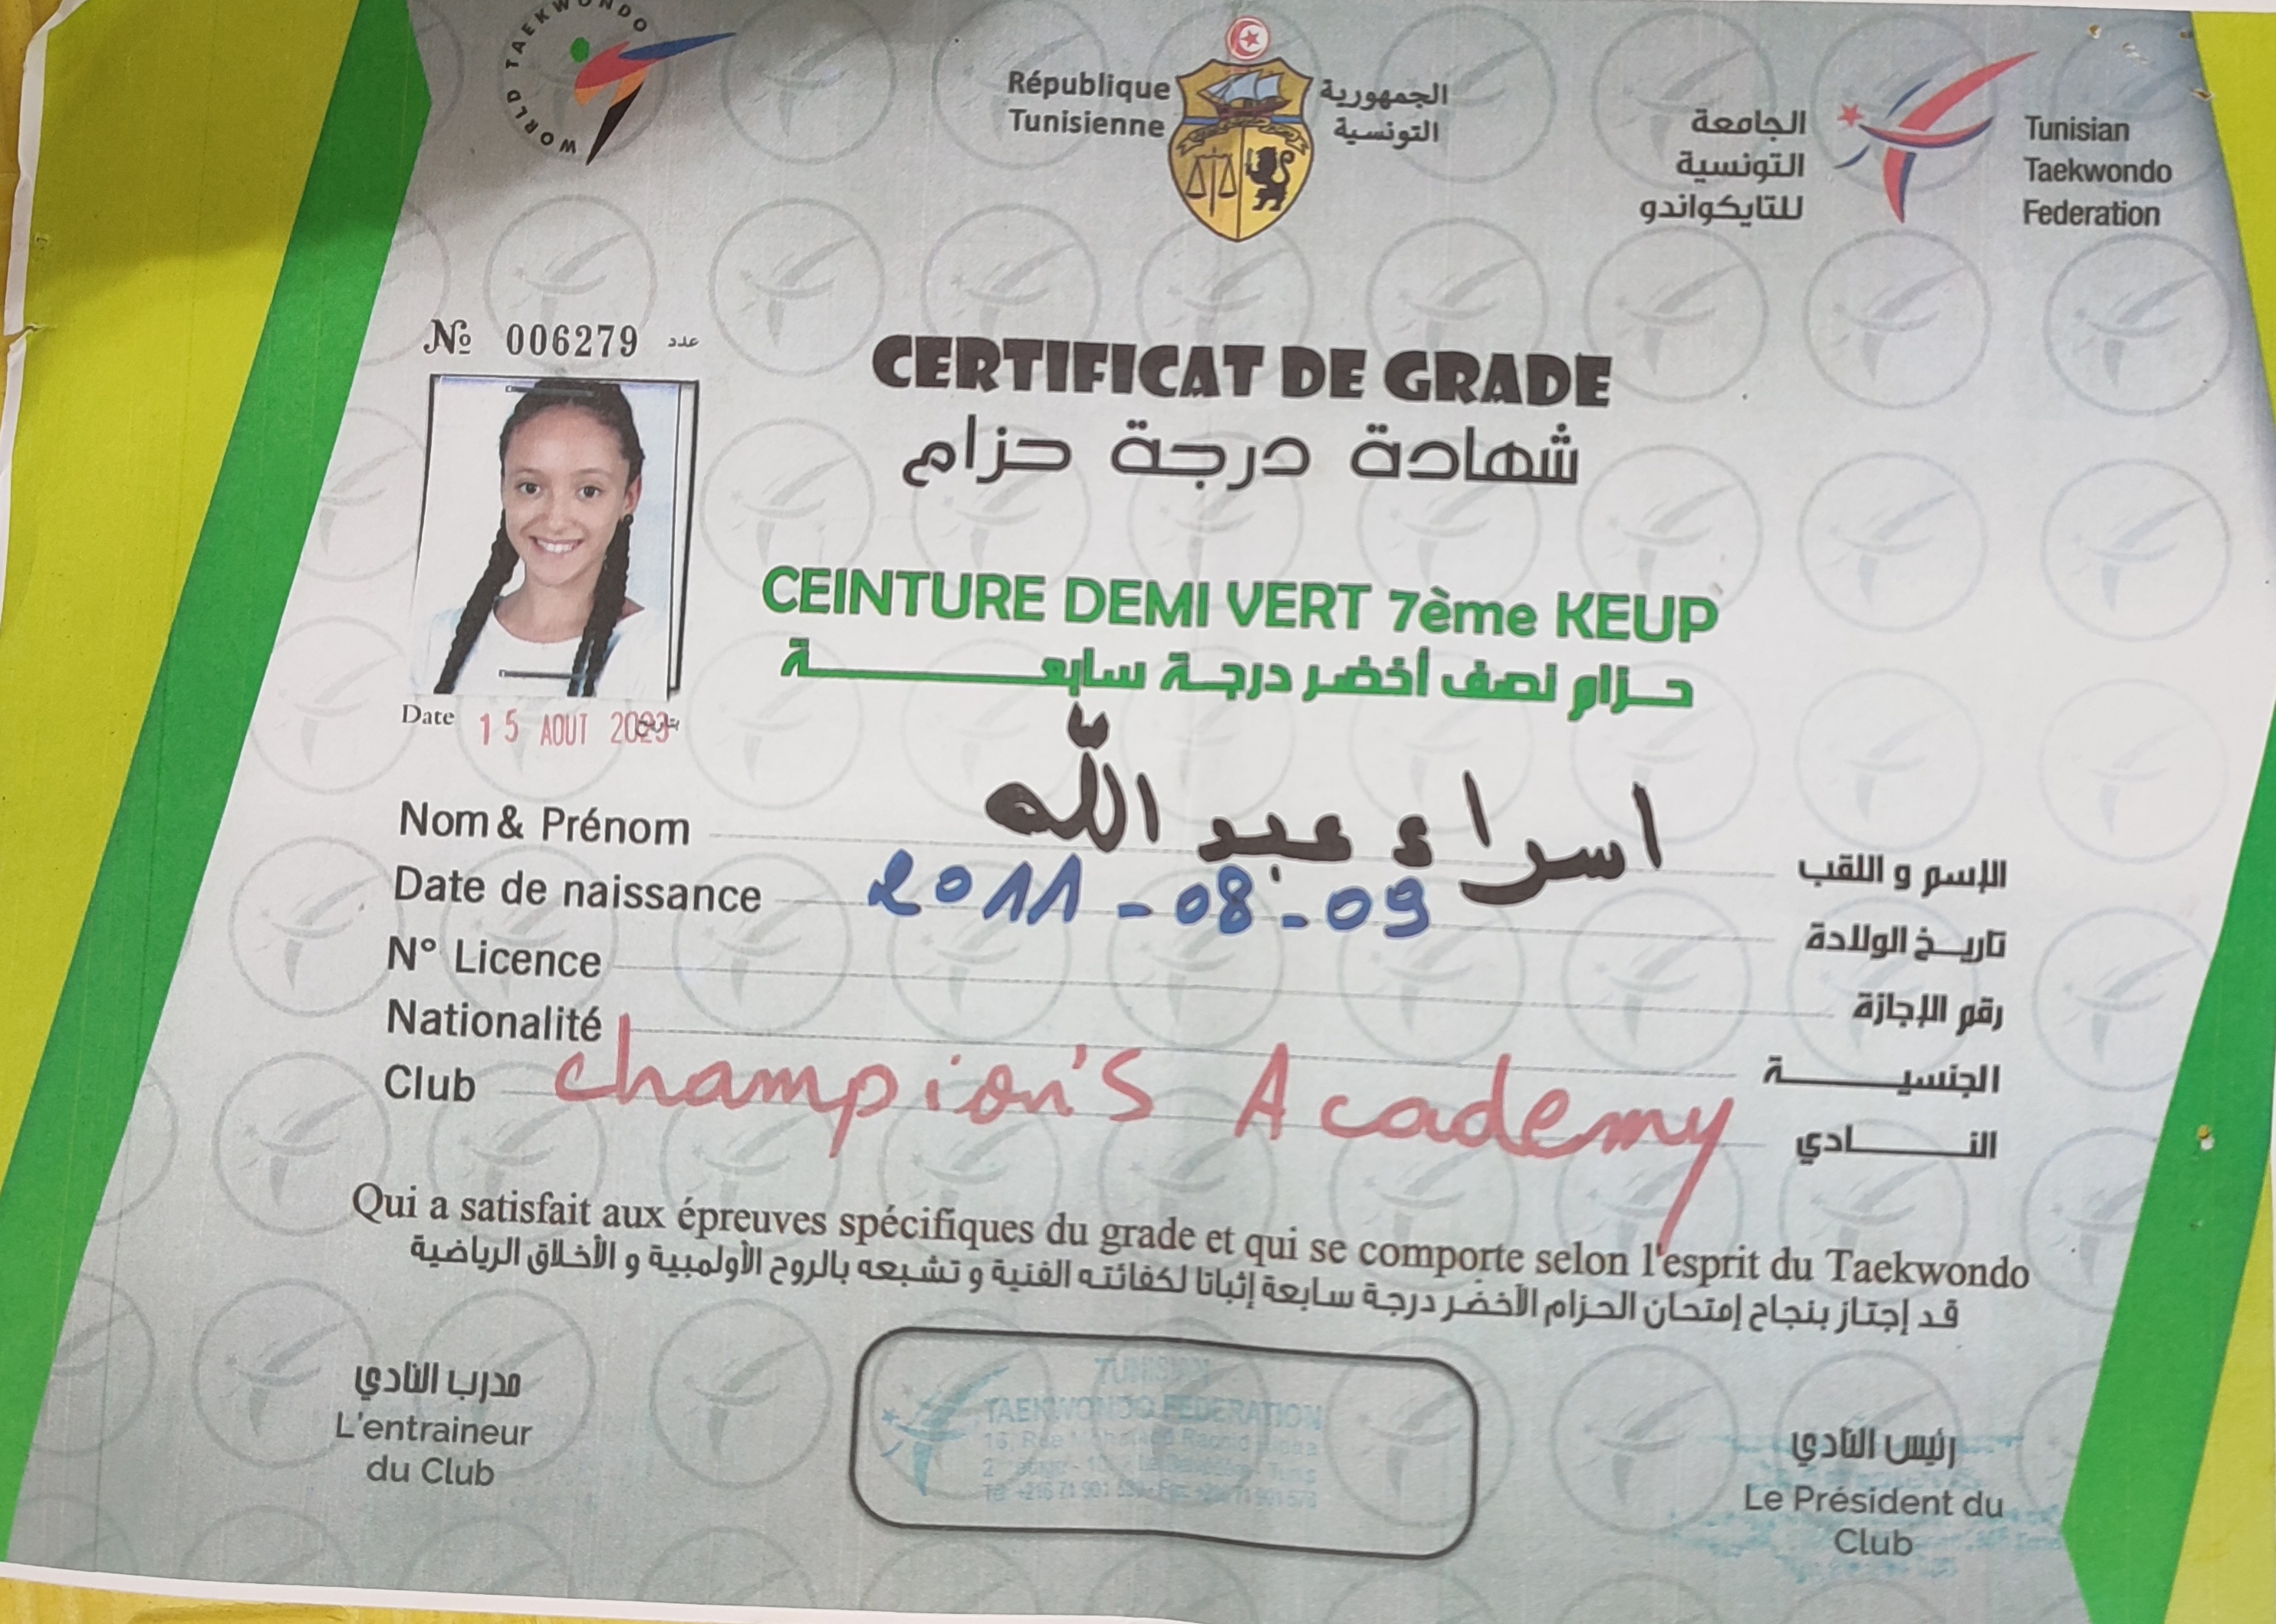 WORLD TAEKWONDO
République
Tunisienne
الجمهورية
التونسية
الجامعة
التونسية
للتايكواندو
Tunisian
Taekwondo
Federation
№ 006279 عدد
CERTIFICAT DE GRADE
شهادة درجة حزام
CEINTURE DEMI VERT 7ème KEUP
حزام نصف أخضر درجة سابعة
Date 15 AOUT 2023 بتاريخ
Nom & Prénom اسراء عبد اللّه الإسم و اللقب
Date de naissance 2011-08-09 تاريخ الولادة
N° Licence رقم الإجازة
Nationalité الجنسية
Club Champion's Academy النادي
Qui a satisfait aux épreuves spécifiques du grade et qui se comporte selon l'esprit du Taekwondo
قد إجتاز بنجاح إمتحان الحزام الأخضر درجة سابعة إثباتا لكفائته الفنية و تشبعه بالروح الأولمبية و الأخلاق الرياضية
مدرب النادي
L'entraineur
du Club
TUNISIAN
TAEKWONDO FEDERATION
رئيس النادي
Le Président du
Club